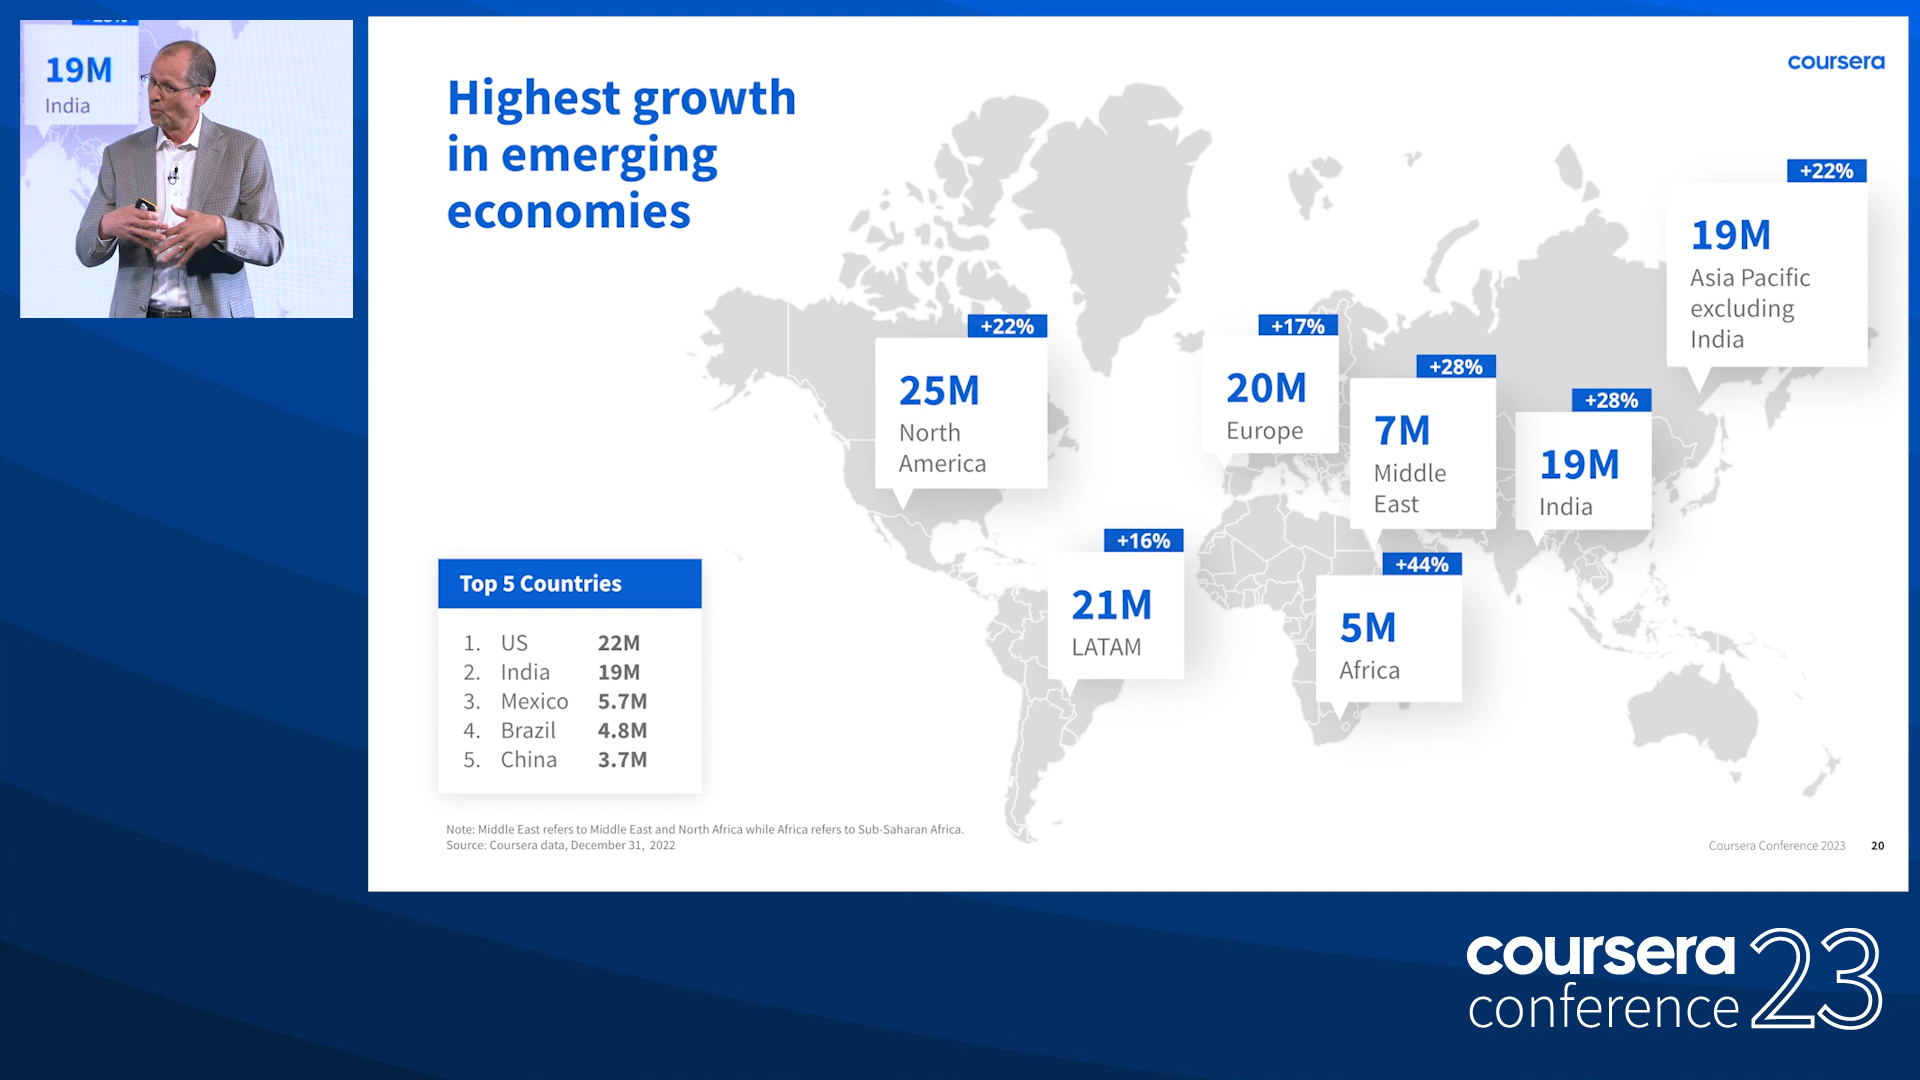 19M
India
Highest growth
in emerging
economies
coursera
+22%
19M
Asia Pacific
excluding
India
+22%
25M
North
America
+17%
20M
Europe
+28%
7M
Middle
East
+28%
19M
India
+16%
21M
LATAM
+44%
5M
Africa
Top 5 Countries
1. US 22M
2. India 19M
3. Mexico 5.7M
4. Brazil 4.8M
5. China 3.7M
Note: Middle East refers to Middle East and North Africa while Africa refers to Sub-Saharan Africa.
Source: Coursera data, December 31, 2022
Coursera Conference 2023 20
coursera
conference 23